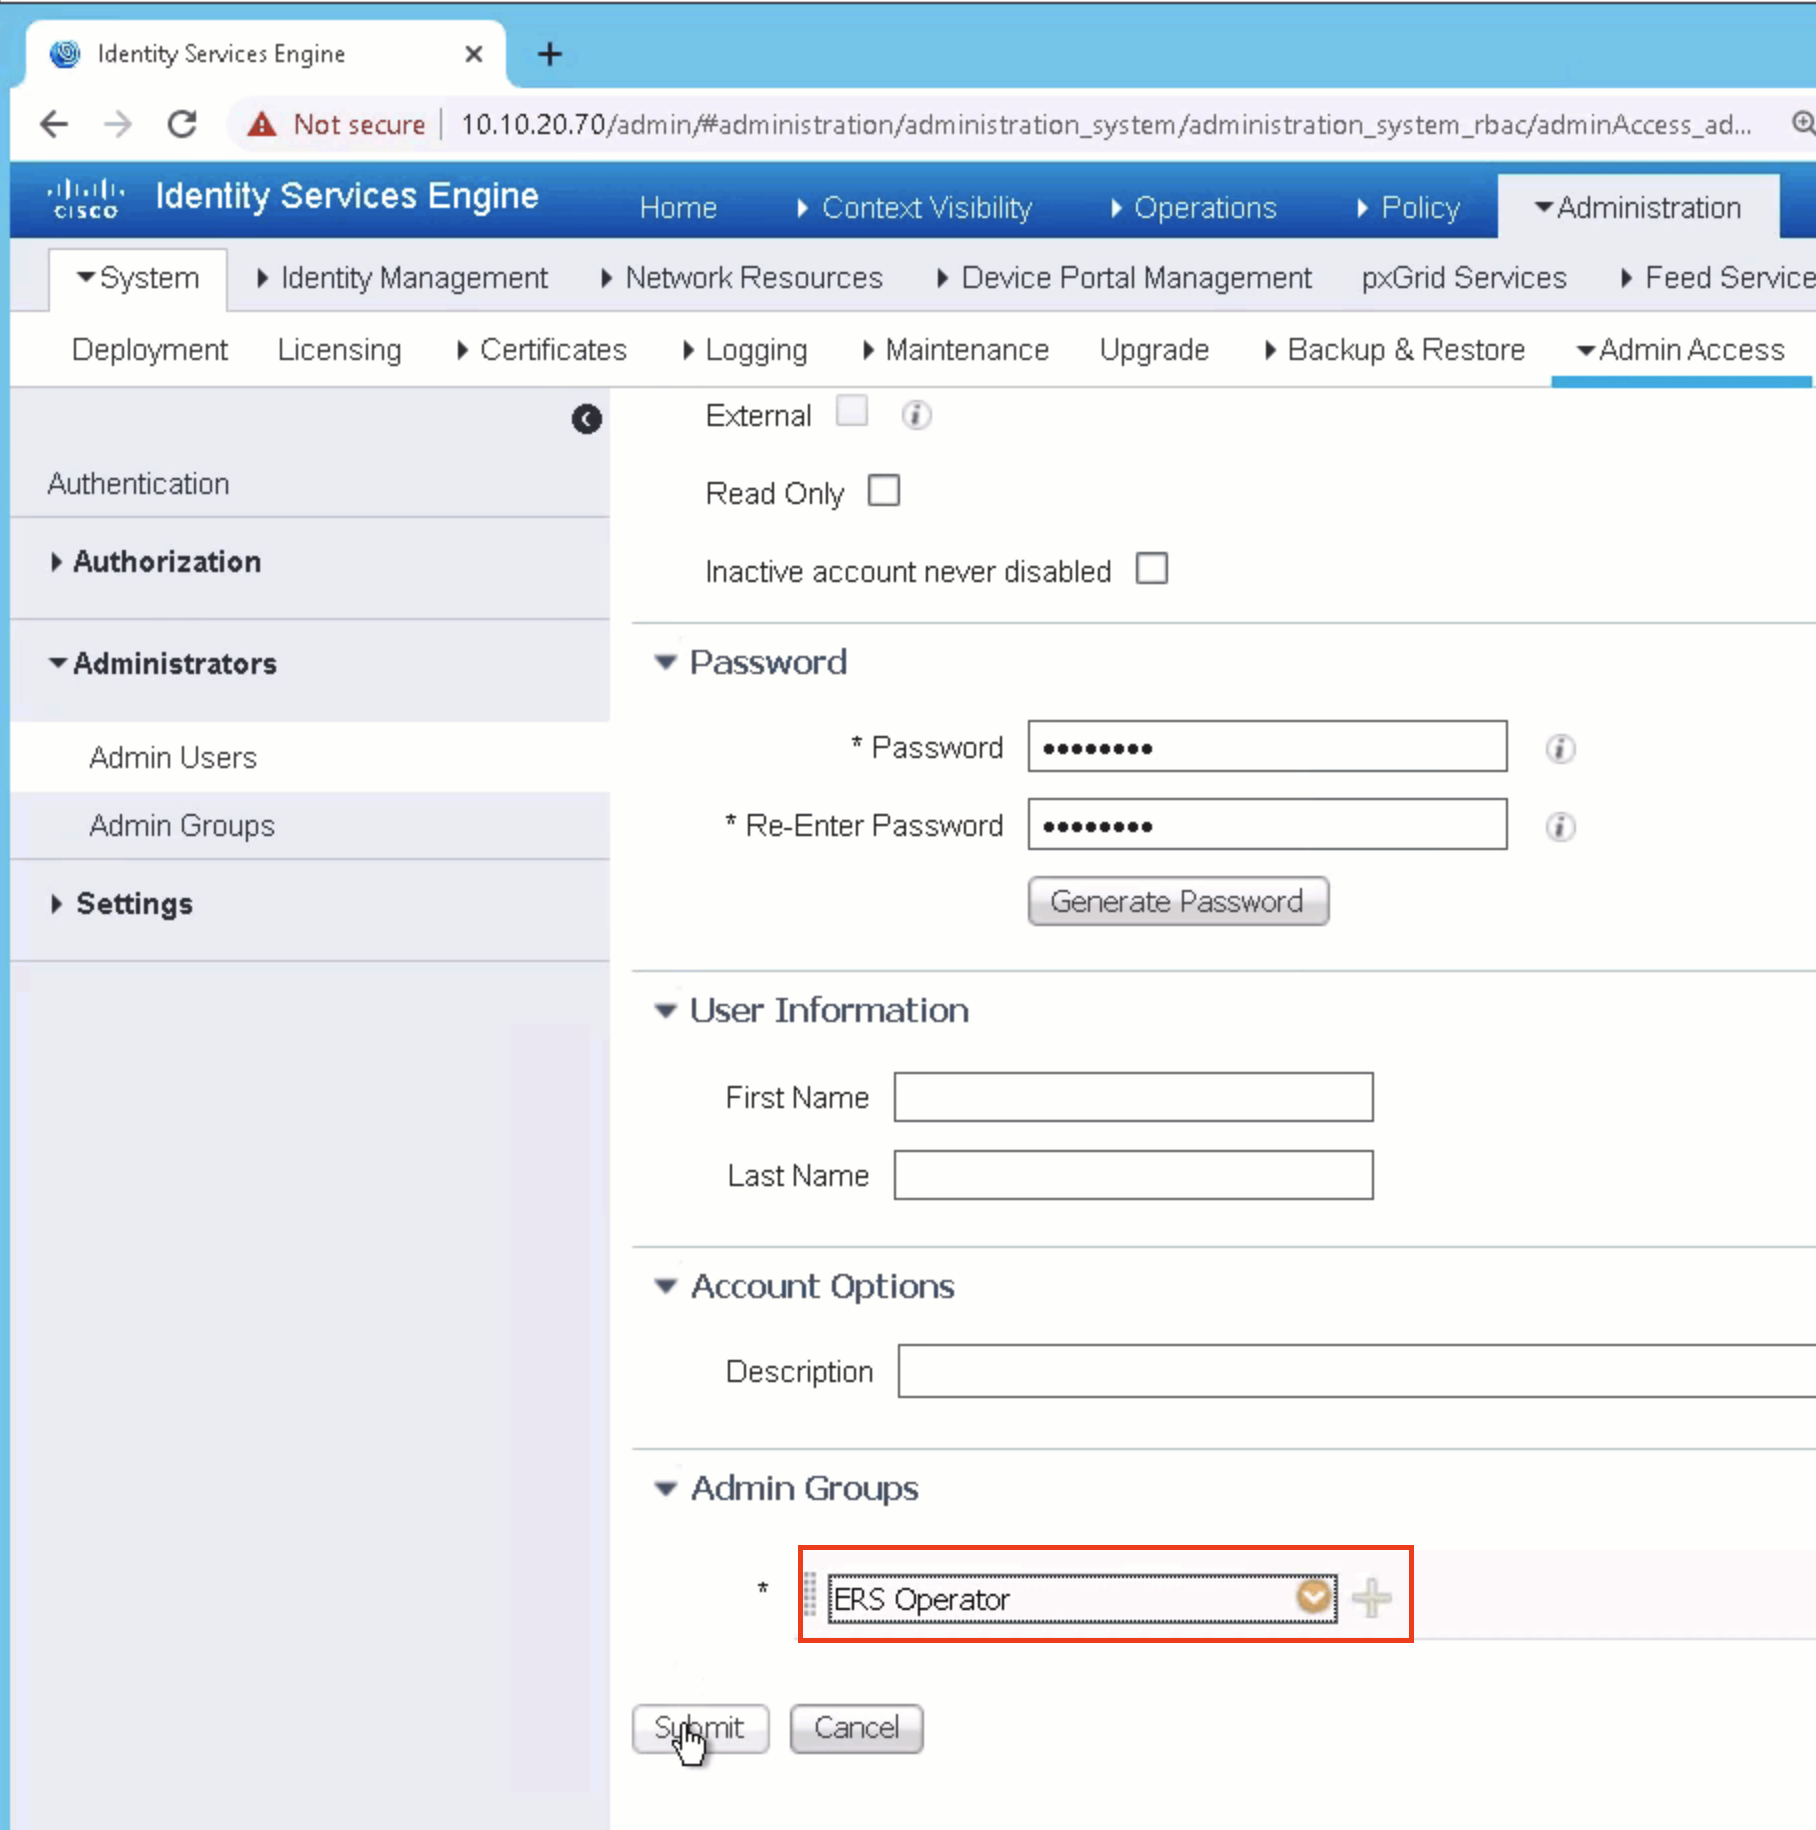 Identity Services Engine
Not secure 10.10.20.70/admin/#administration/administration_system/administration_system_rbac/adminAccess_ad...
CISCO Identity Services Engine Home Context Visibility Operations Policy Administration
System Identity Management Network Resources Device Portal Management pxGrid Services Feed Service
Deployment Licensing Certificates Logging Maintenance Upgrade Backup & Restore Admin Access
Authentication
Authorization
Administrators
Admin Users
Admin Groups
Settings
External
Read Only
Inactive account never disabled
Password
* Password ••••••••
* Re-Enter Password ••••••••
Generate Password
User Information
First Name
Last Name
Account Options
Description
Admin Groups
* ERS Operator
Submit Cancel